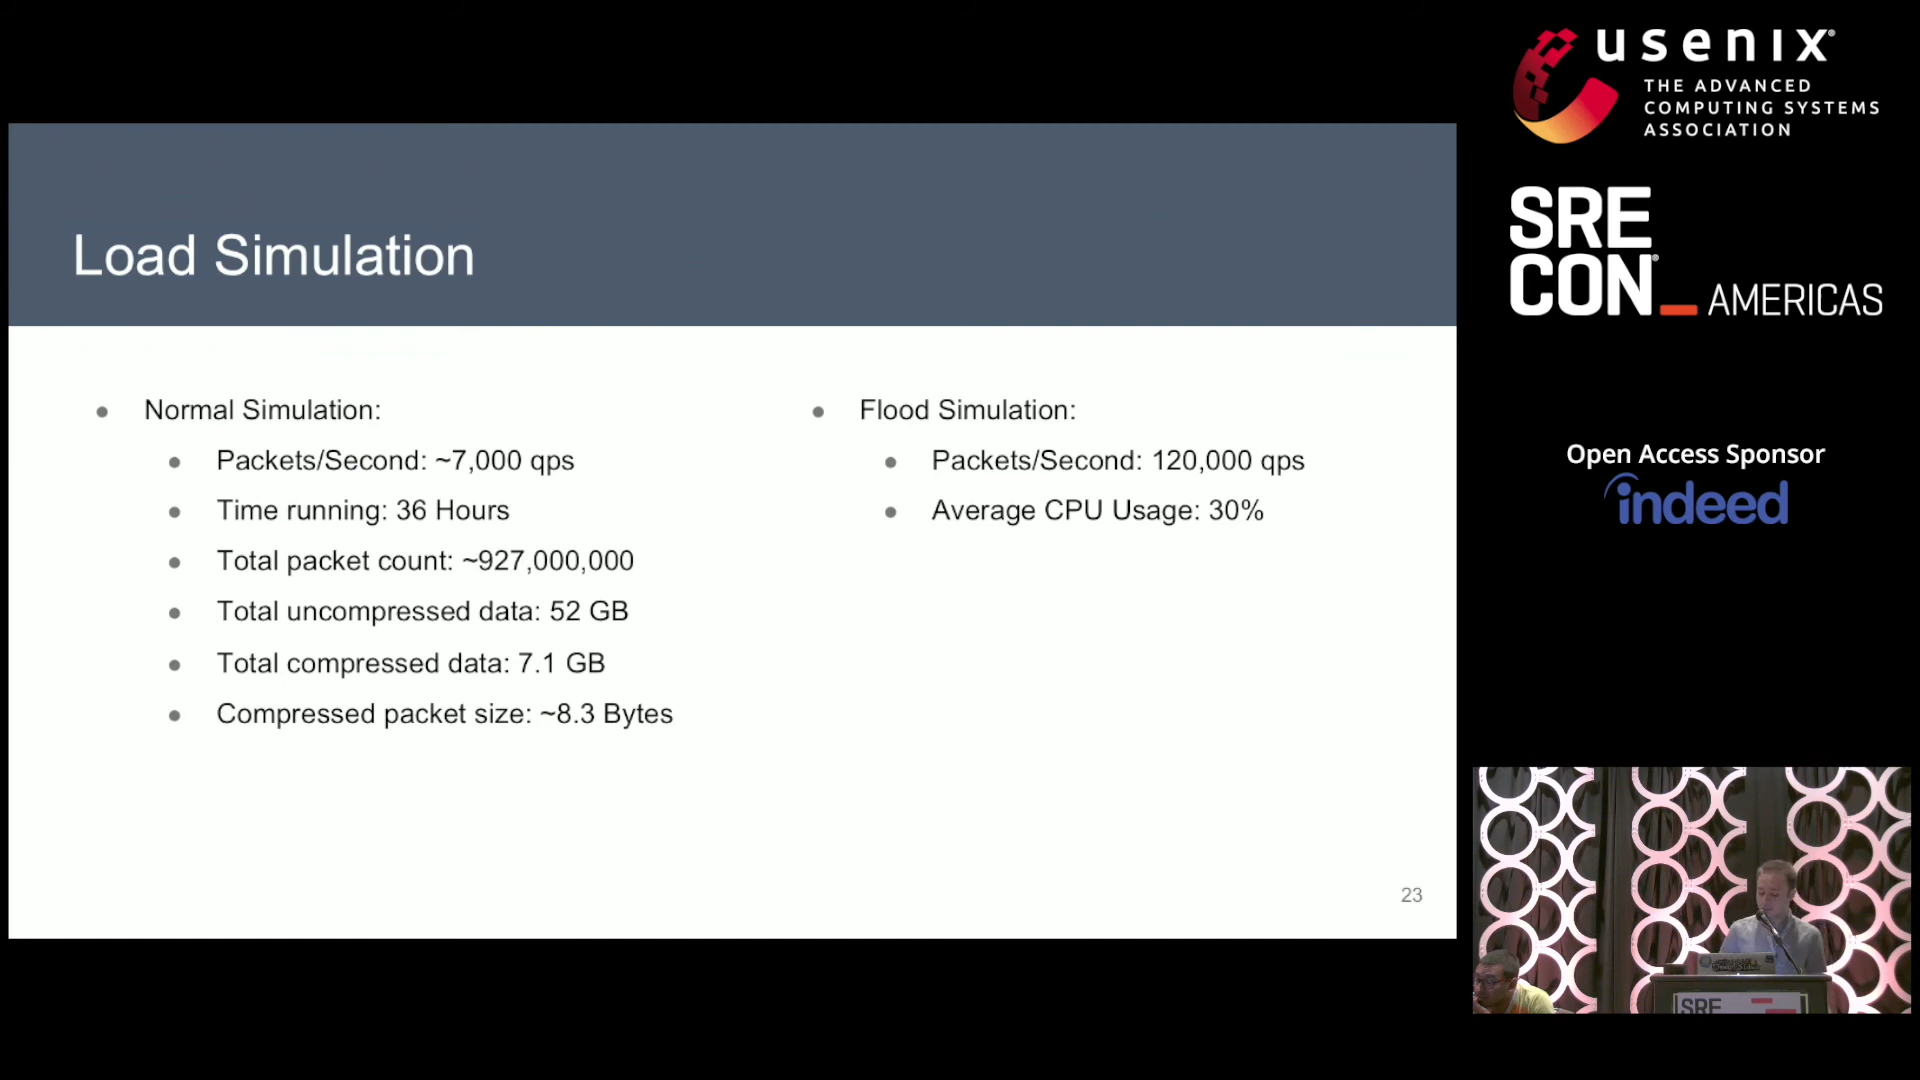 Load Simulation
Normal Simulation:
Packets/Second: ~7,000 qps
Time running: 36 Hours
Total packet count: ~927,000,000
Total uncompressed data: 52 GB
Total compressed data: 7.1 GB
Compressed packet size: ~8.3 Bytes
Flood Simulation:
Packets/Second: 120,000 qps
Average CPU Usage: 30%
23
usenix®
THE ADVANCED
COMPUTING SYSTEMS
ASSOCIATION
SRE
CON®_AMERICAS
Open Access Sponsor
indeed
SRE